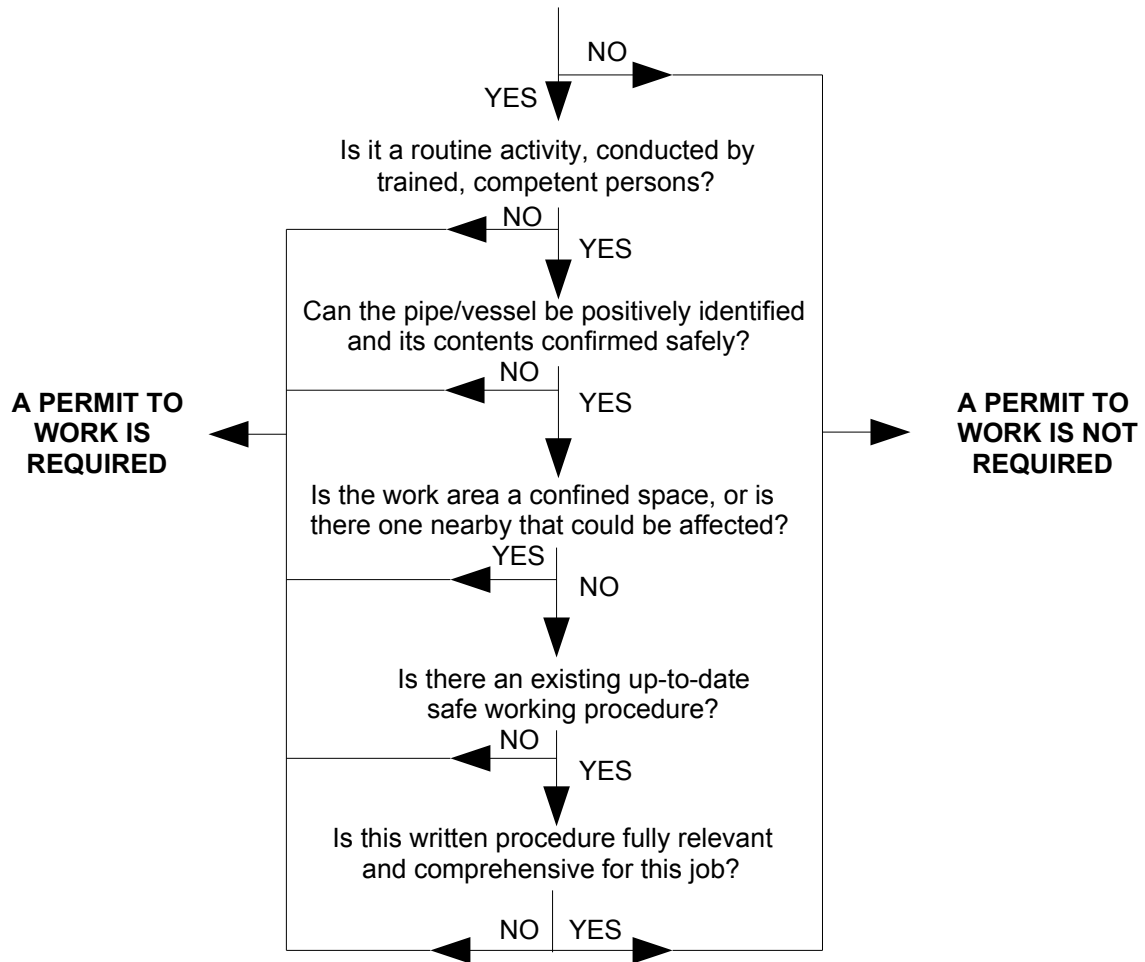 NO
YES
Is it a routine activity, conducted by
trained, competent persons?
NO
YES
Can the pipe/vessel be positively identified
and its contents confirmed safely?
NO
YES
A PERMIT TO
WORK IS
REQUIRED
A PERMIT TO
WORK IS NOT
REQUIRED
Is the work area a confined space, or is
there one nearby that could be affected?
YES
NO
Is there an existing up-to-date
safe working procedure?
NO
YES
Is this written procedure fully relevant
and comprehensive for this job?
NO
YES